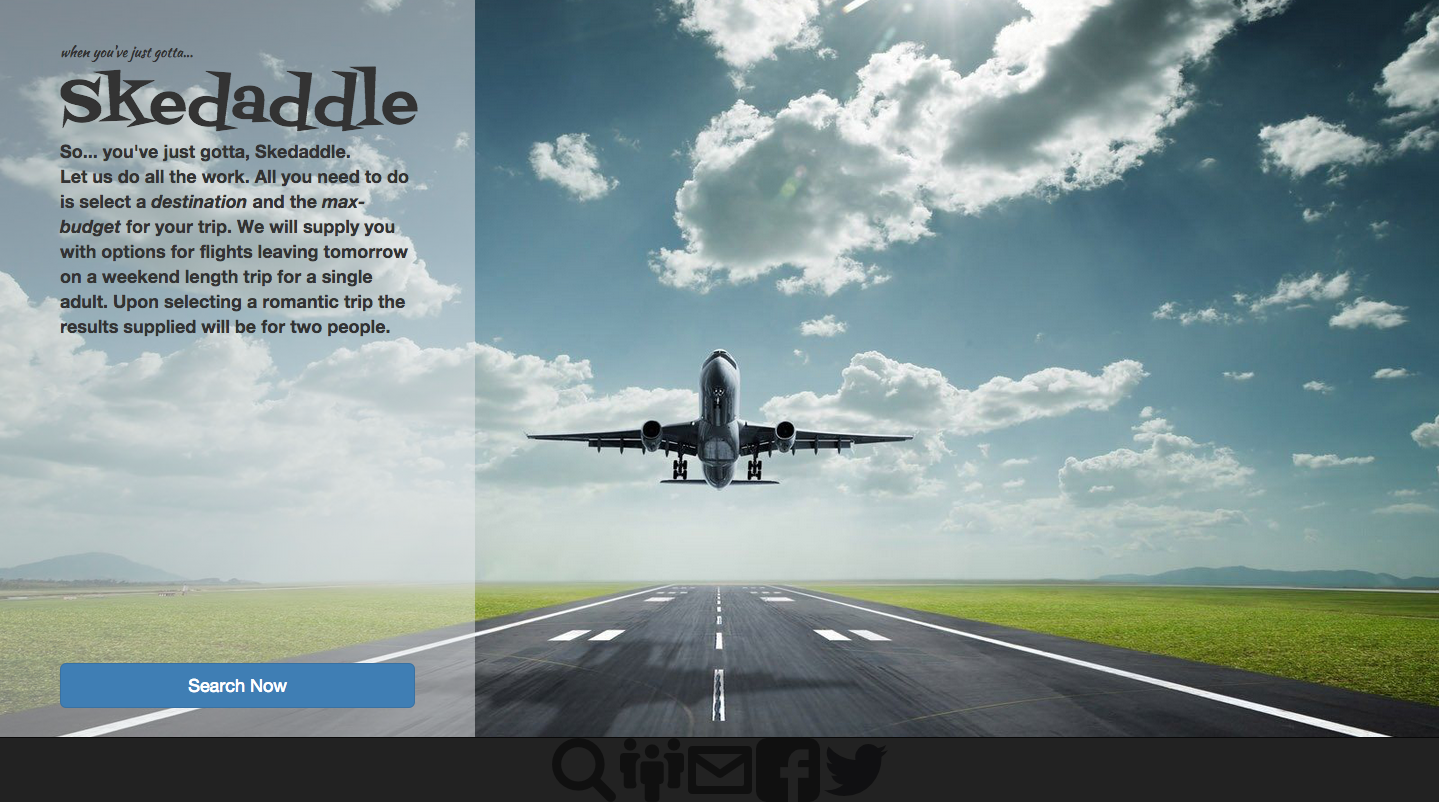 when you've just gotta...
skedaddle
So... you've just gotta, Skedaddle.
Let us do all the work. All you need to do
is select a destination and the max-
budget for your trip. We will supply you
with options for flights leaving tomorrow
on a weekend length trip for a single
adult. Upon selecting a romantic trip the
results supplied will be for two people.
Search Now